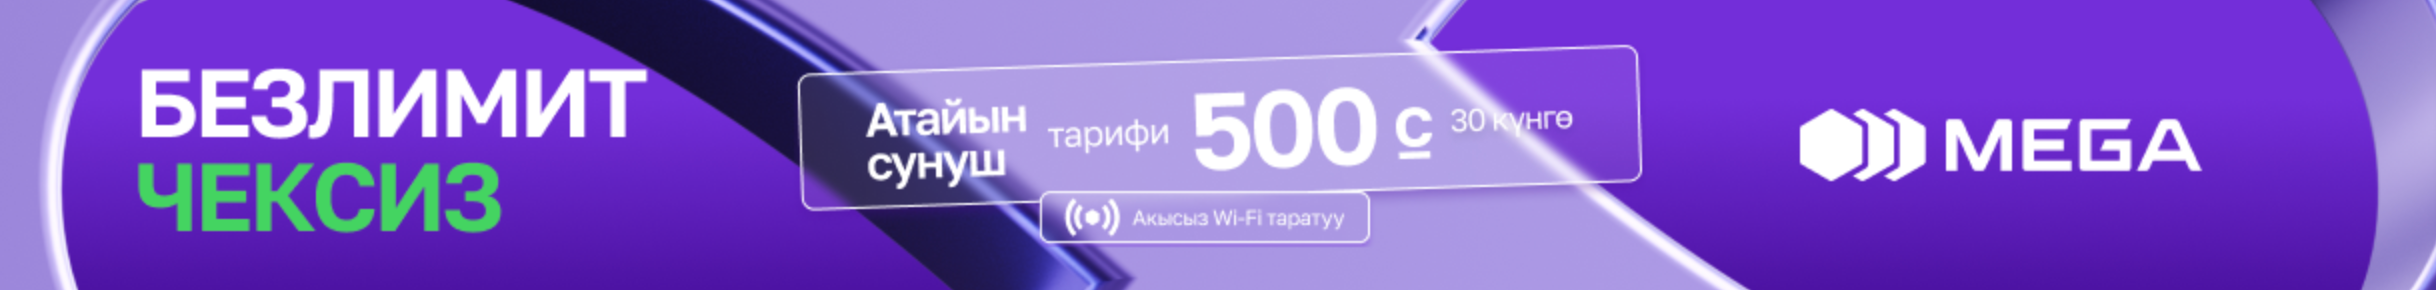 БЕЗЛИМИТ
ЧЕКСИЗ
Атайын
сунуш
тарифи 500 с 30 күнгө
Акысыз Wi-Fi таратуу
MEGA